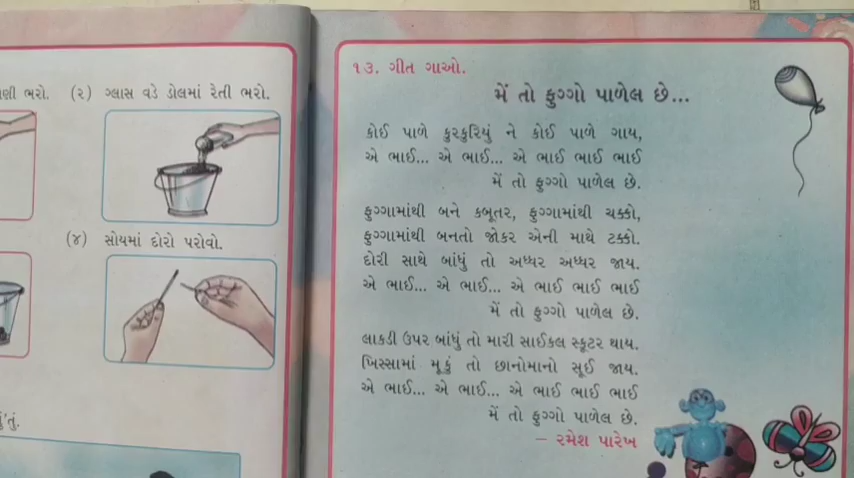 ણી ભરો.
(૨) ગ્લાસ વડે ડોલમાં રેતી ભરો.
(૪) સોયમાં દોરો પરોવો.
૧૩. ગીત ગાઓ.
મેં તો ફુગ્ગો પાળેલ છે...
કોઈ પાળે કુરકુરિયું ને કોઈ પાળે ગાય,
એ ભાઈ... એ ભાઈ... એ ભાઈ ભાઈ ભાઈ
મેં તો ફુગ્ગો પાળેલ છે.
ફુગ્ગામાંથી બને કબૂતર, ફુગ્ગામાંથી ચક્કો,
ફુગ્ગામાંથી બનતો જોકર એની માથે ટક્કો.
દોરી સાથે બાંધું તો અધ્ધર અધ્ધર જાય.
એ ભાઈ... એ ભાઈ... એ ભાઈ ભાઈ ભાઈ
મેં તો ફુગ્ગો પાળેલ છે.
લાકડી ઉપર બાંધું તો મારી સાઈકલ સ્કૂટર થાય.
ખિસ્સામાં મૂકું તો છાનોમાનો સૂઈ જાય.
એ ભાઈ... એ ભાઈ... એ ભાઈ ભાઈ ભાઈ
મેં તો ફુગ્ગો પાળેલ છે.
– રમેશ પારેખ